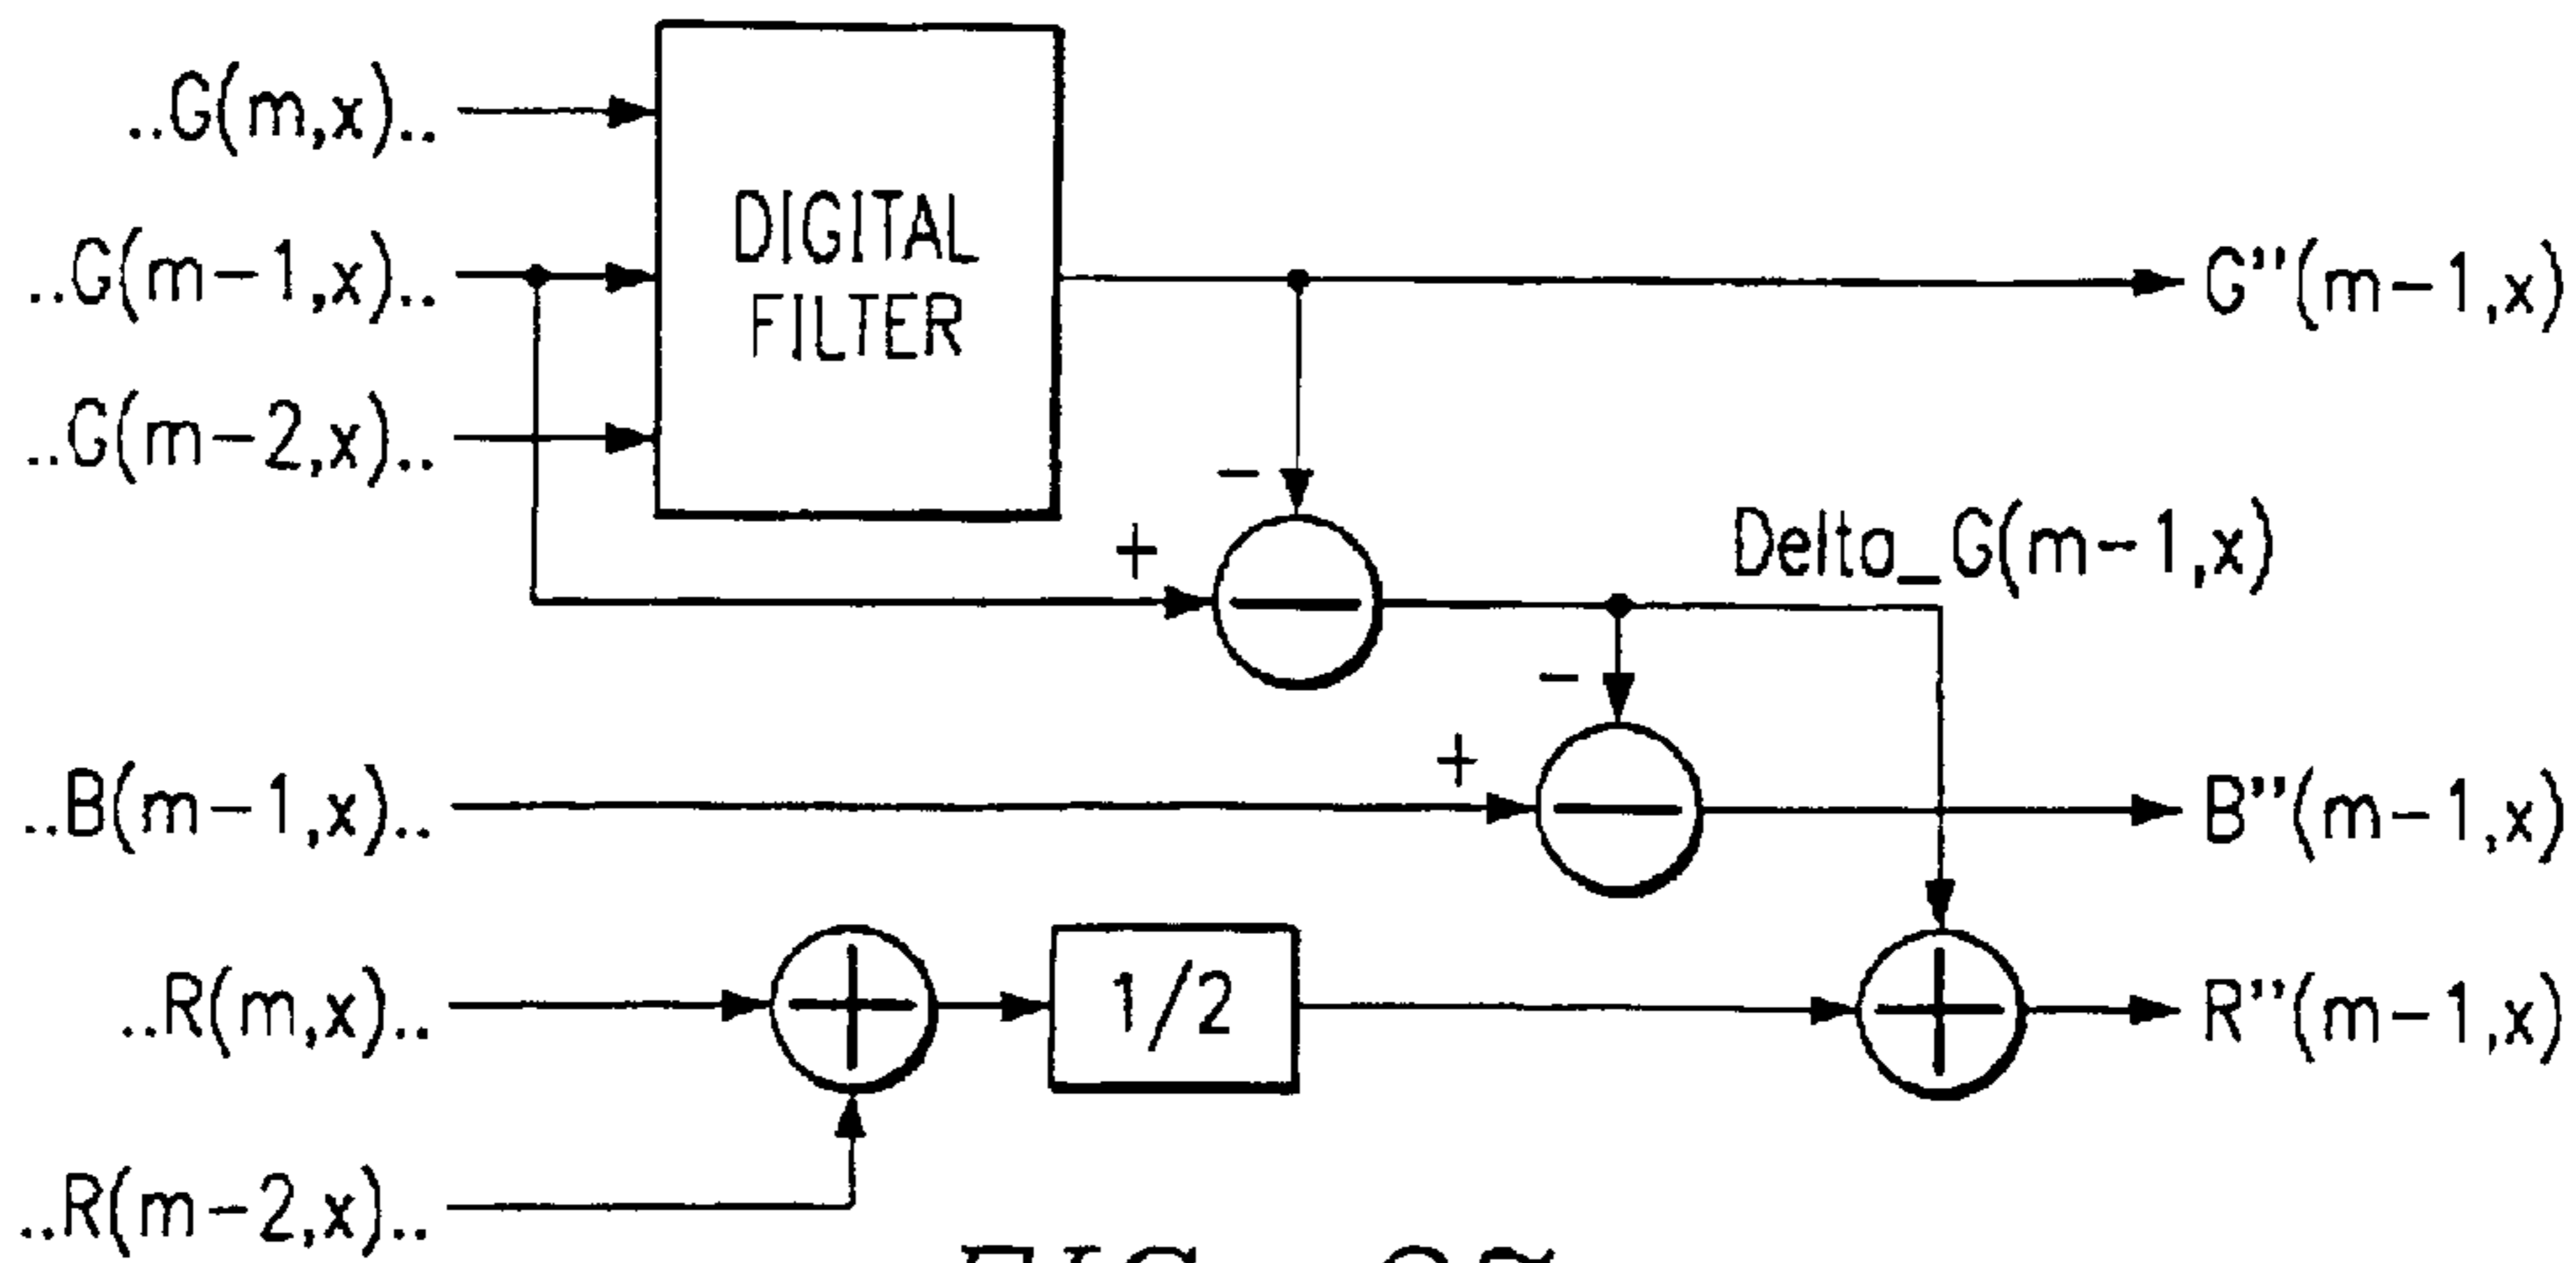 ..G(m,x)..
DIGITAL
FILTER
..G(m-1,x)..
G"(m-1,x)
..G(m-2,x)..
-
+
Delta_G(m-1,x)
-
+
..B(m-1,x)..
B"(m-1,x)
..R(m,x)..
1/2
R"(m-1,x)
..R(m-2,x)..